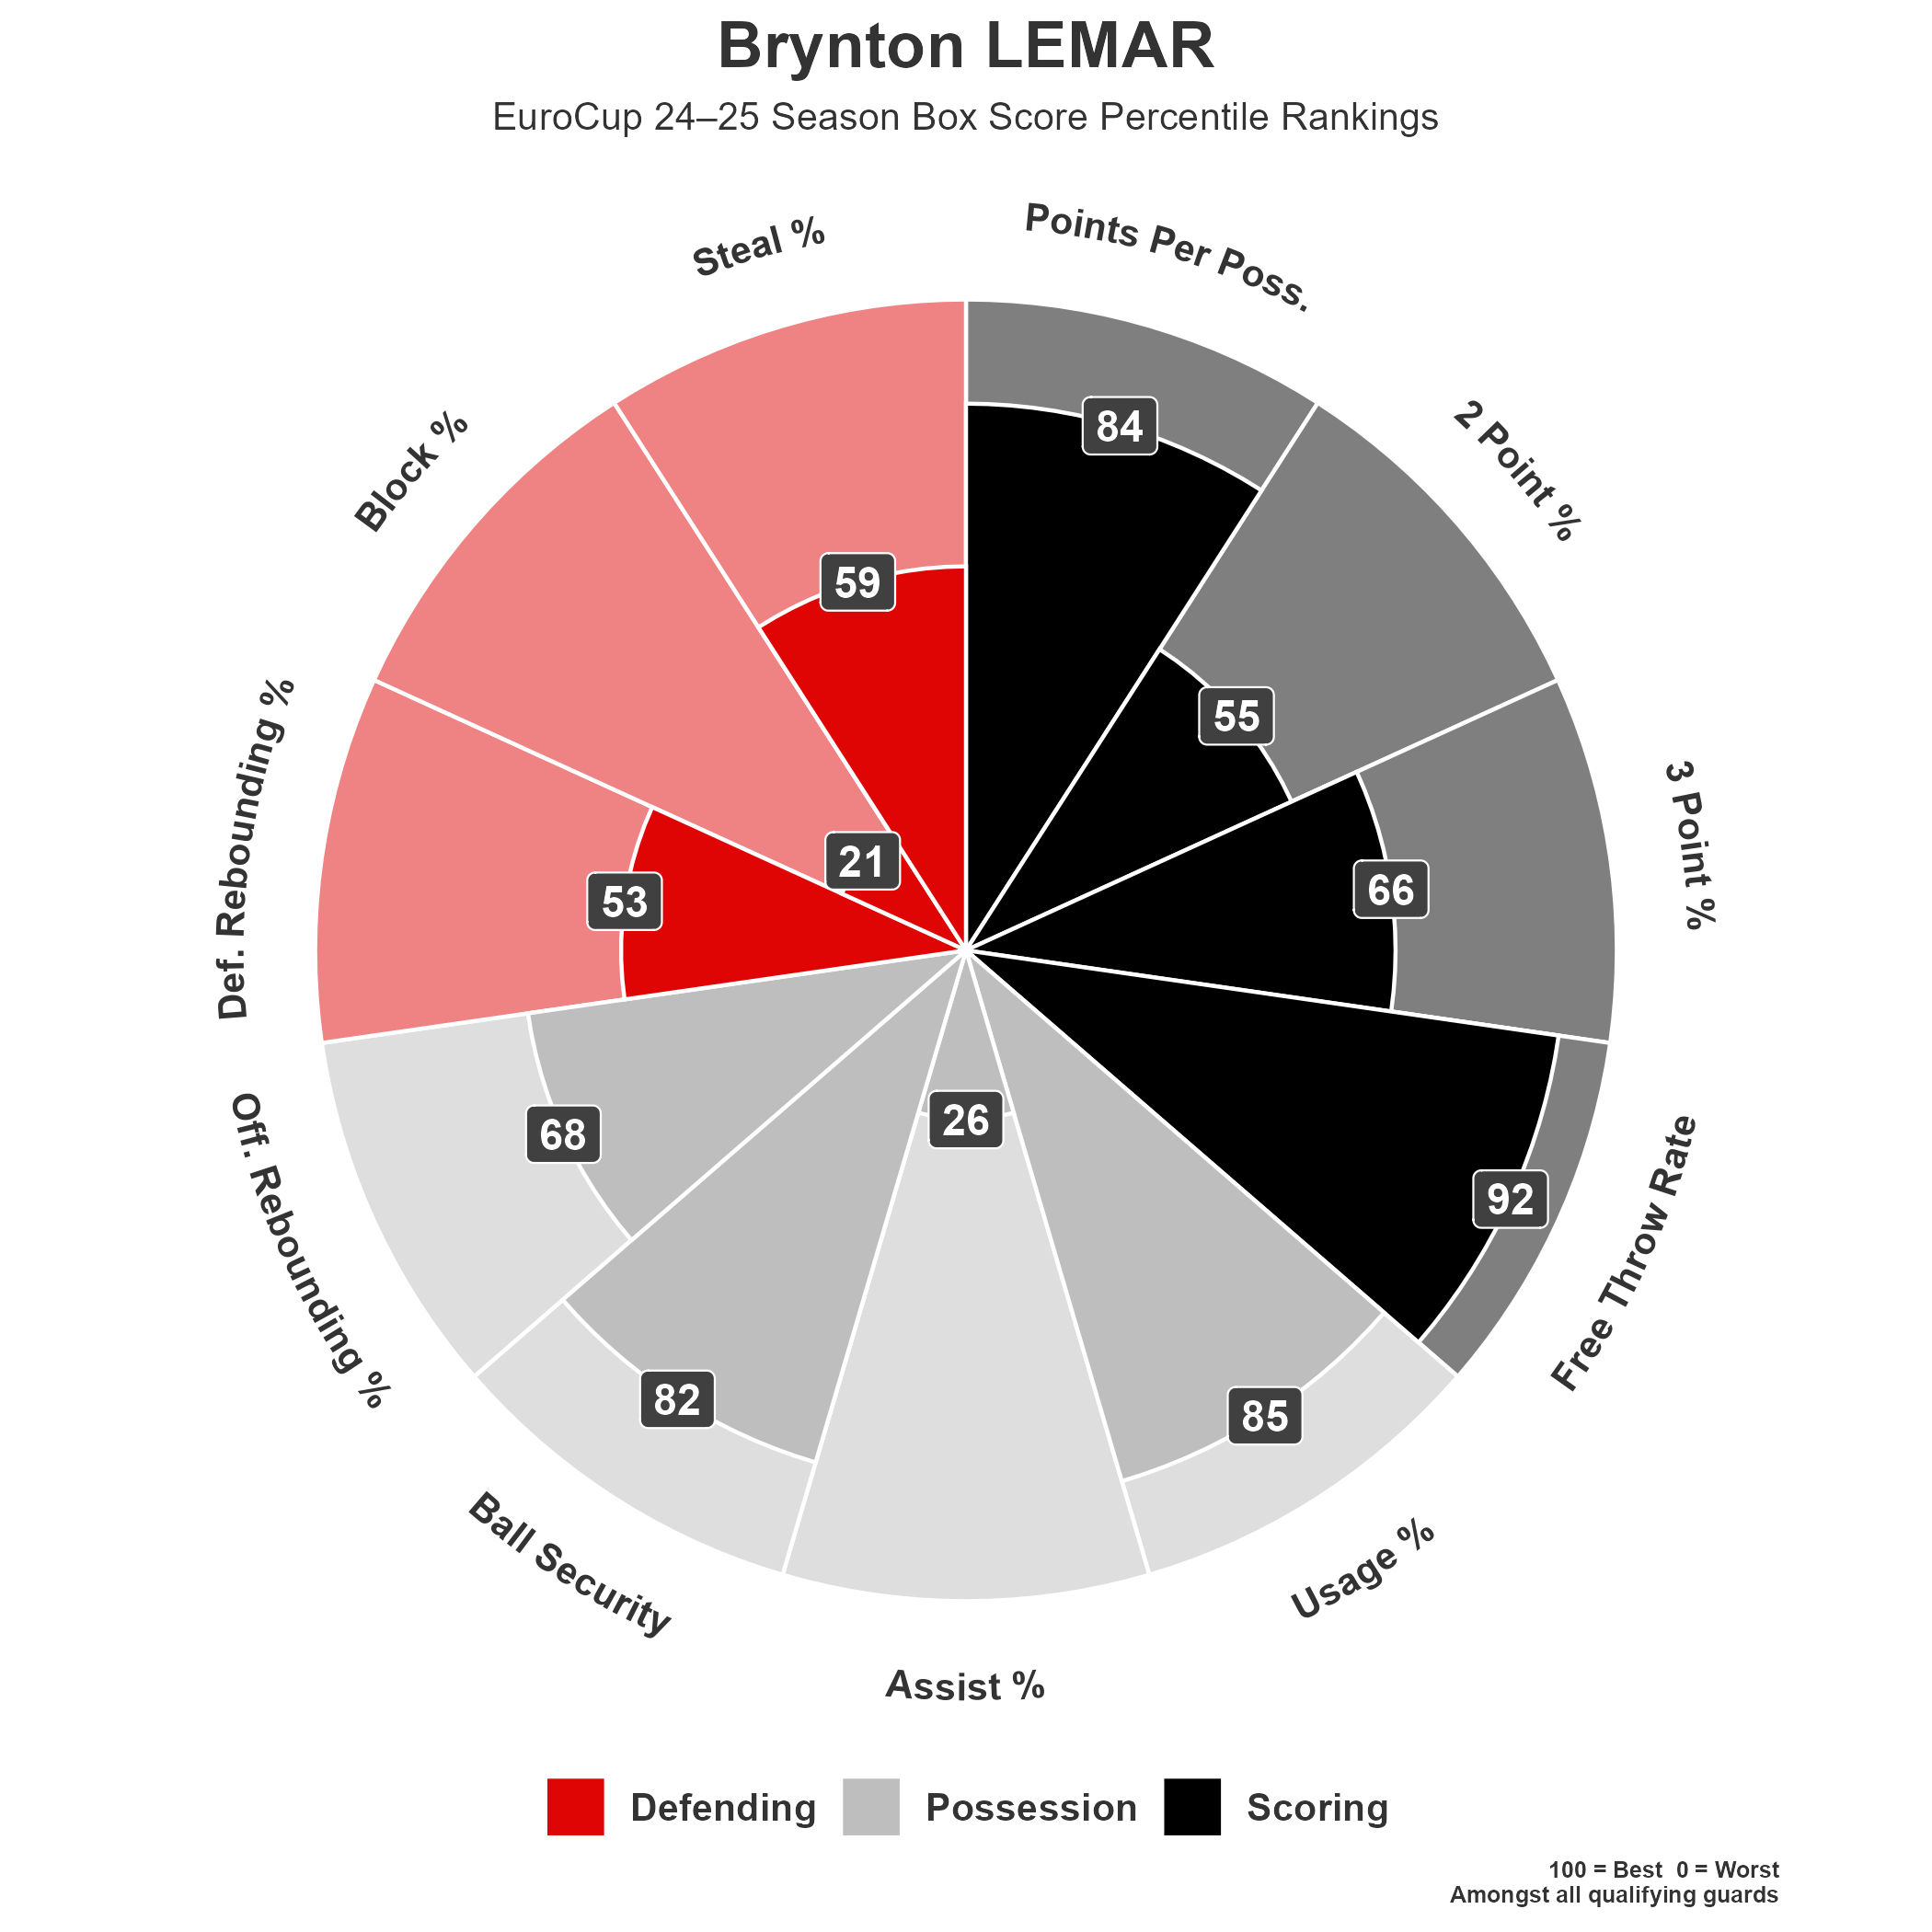 Brynton LEMAR
EuroCup 24–25 Season Box Score Percentile Rankings
Steal %
Points Per Poss.
2 Point %
Block %
3 Point %
Def. Rebounding %
Off. Rebounding %
Free Throw Rate
Ball Security
Usage %
Assist %
84
59
55
21
66
53
26
68
92
82
85
Defending
Possession
Scoring
100 = Best  0 = Worst
Amongst all qualifying guards